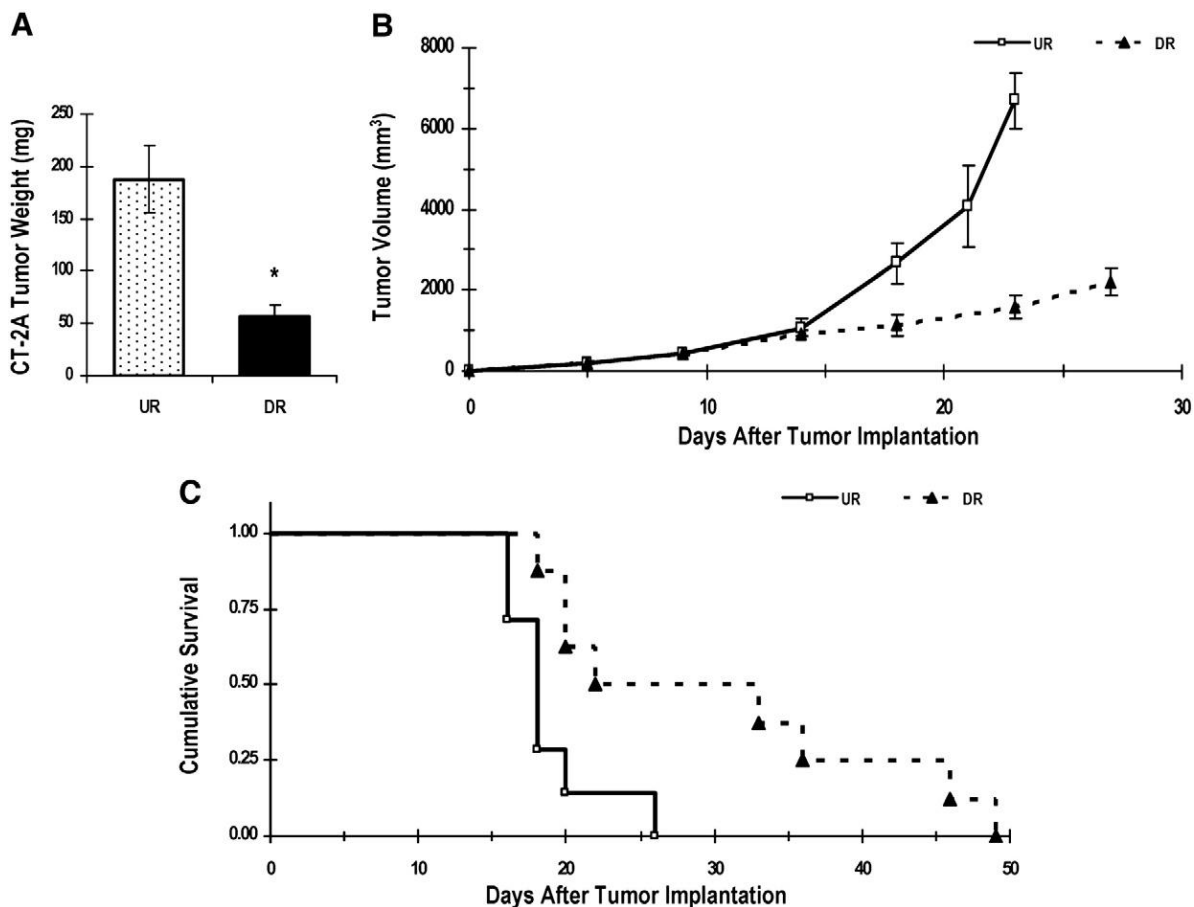 A
CT-2A Tumor Weight (mg)
250
200
150
100
50
0
*
UR
DR
B
Tumor Volume (mm³)
8000
6000
4000
2000
0
UR
DR
0
10
20
30
Days After Tumor Implantation
C
Cumulative Survival
1.00
0.75
0.50
0.25
0.00
UR
DR
0
10
20
30
40
50
Days After Tumor Implantation